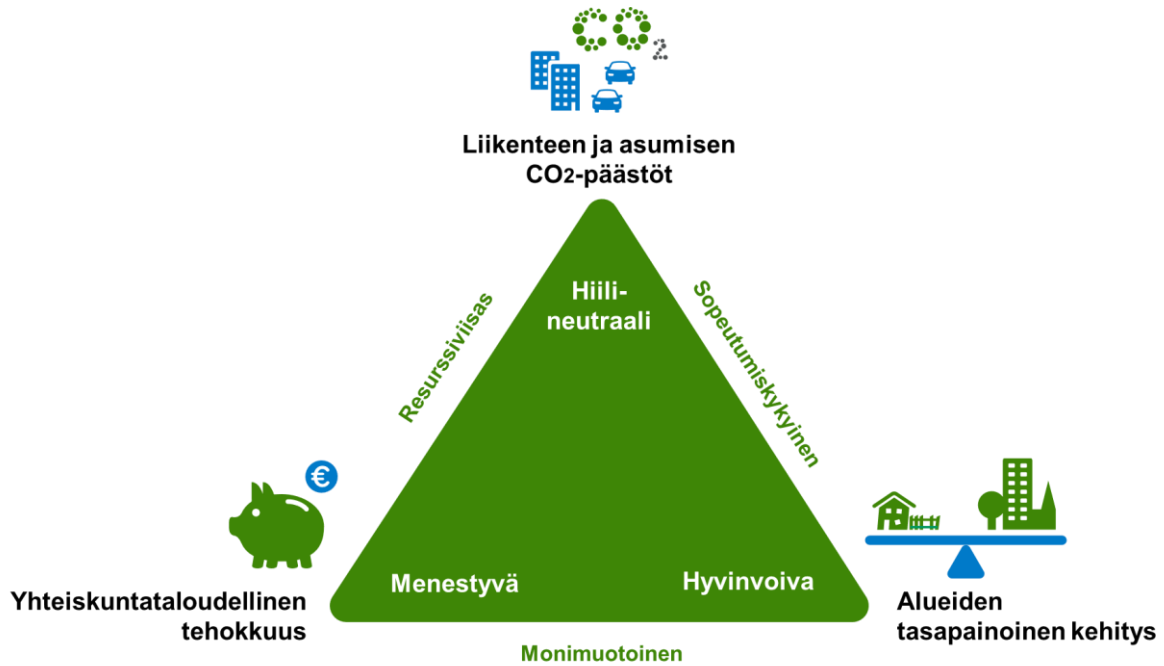 CO2
Liikenteen ja asumisen
CO2-päästöt
Hiili-
neutraali
Resurssiviisas
Sopeutumiskykyinen
€
Menestyvä
Hyvinvoiva
Yhteiskuntataloudellinen
tehokkuus
Alueiden
tasapainoinen kehitys
Monimuotoinen